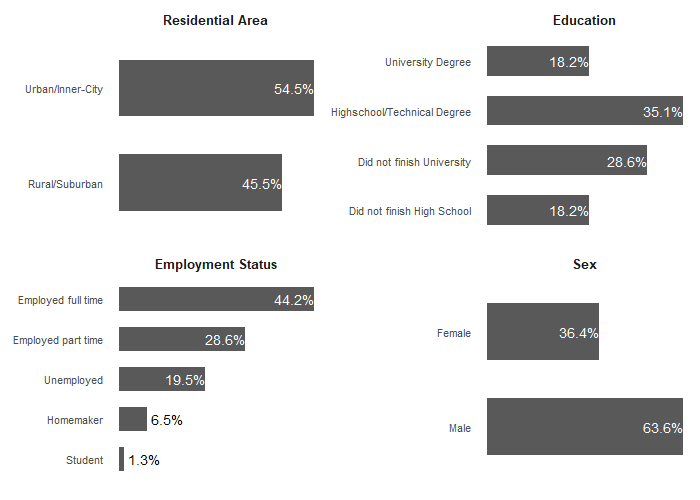 Residential Area
Urban/Inner-City
54.5%
Rural/Suburban
45.5%
Education
University Degree
18.2%
Highschool/Technical Degree
35.1%
Did not finish University
28.6%
Did not finish High School
18.2%
Employment Status
Employed full time
44.2%
Employed part time
28.6%
Unemployed
19.5%
Homemaker
6.5%
Student
1.3%
Sex
Female
36.4%
Male
63.6%